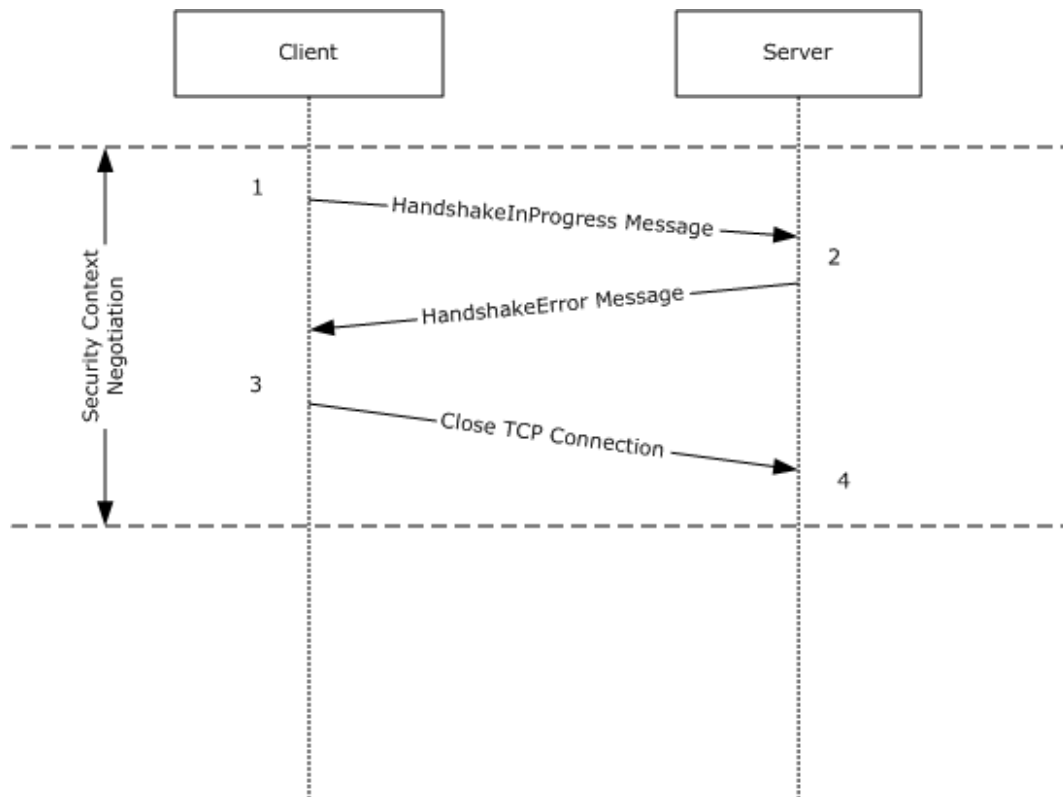 Client
Server
1
HandshakeInProgress Message
2
HandshakeError Message
Security Context
Negotiation
3
Close TCP Connection
4